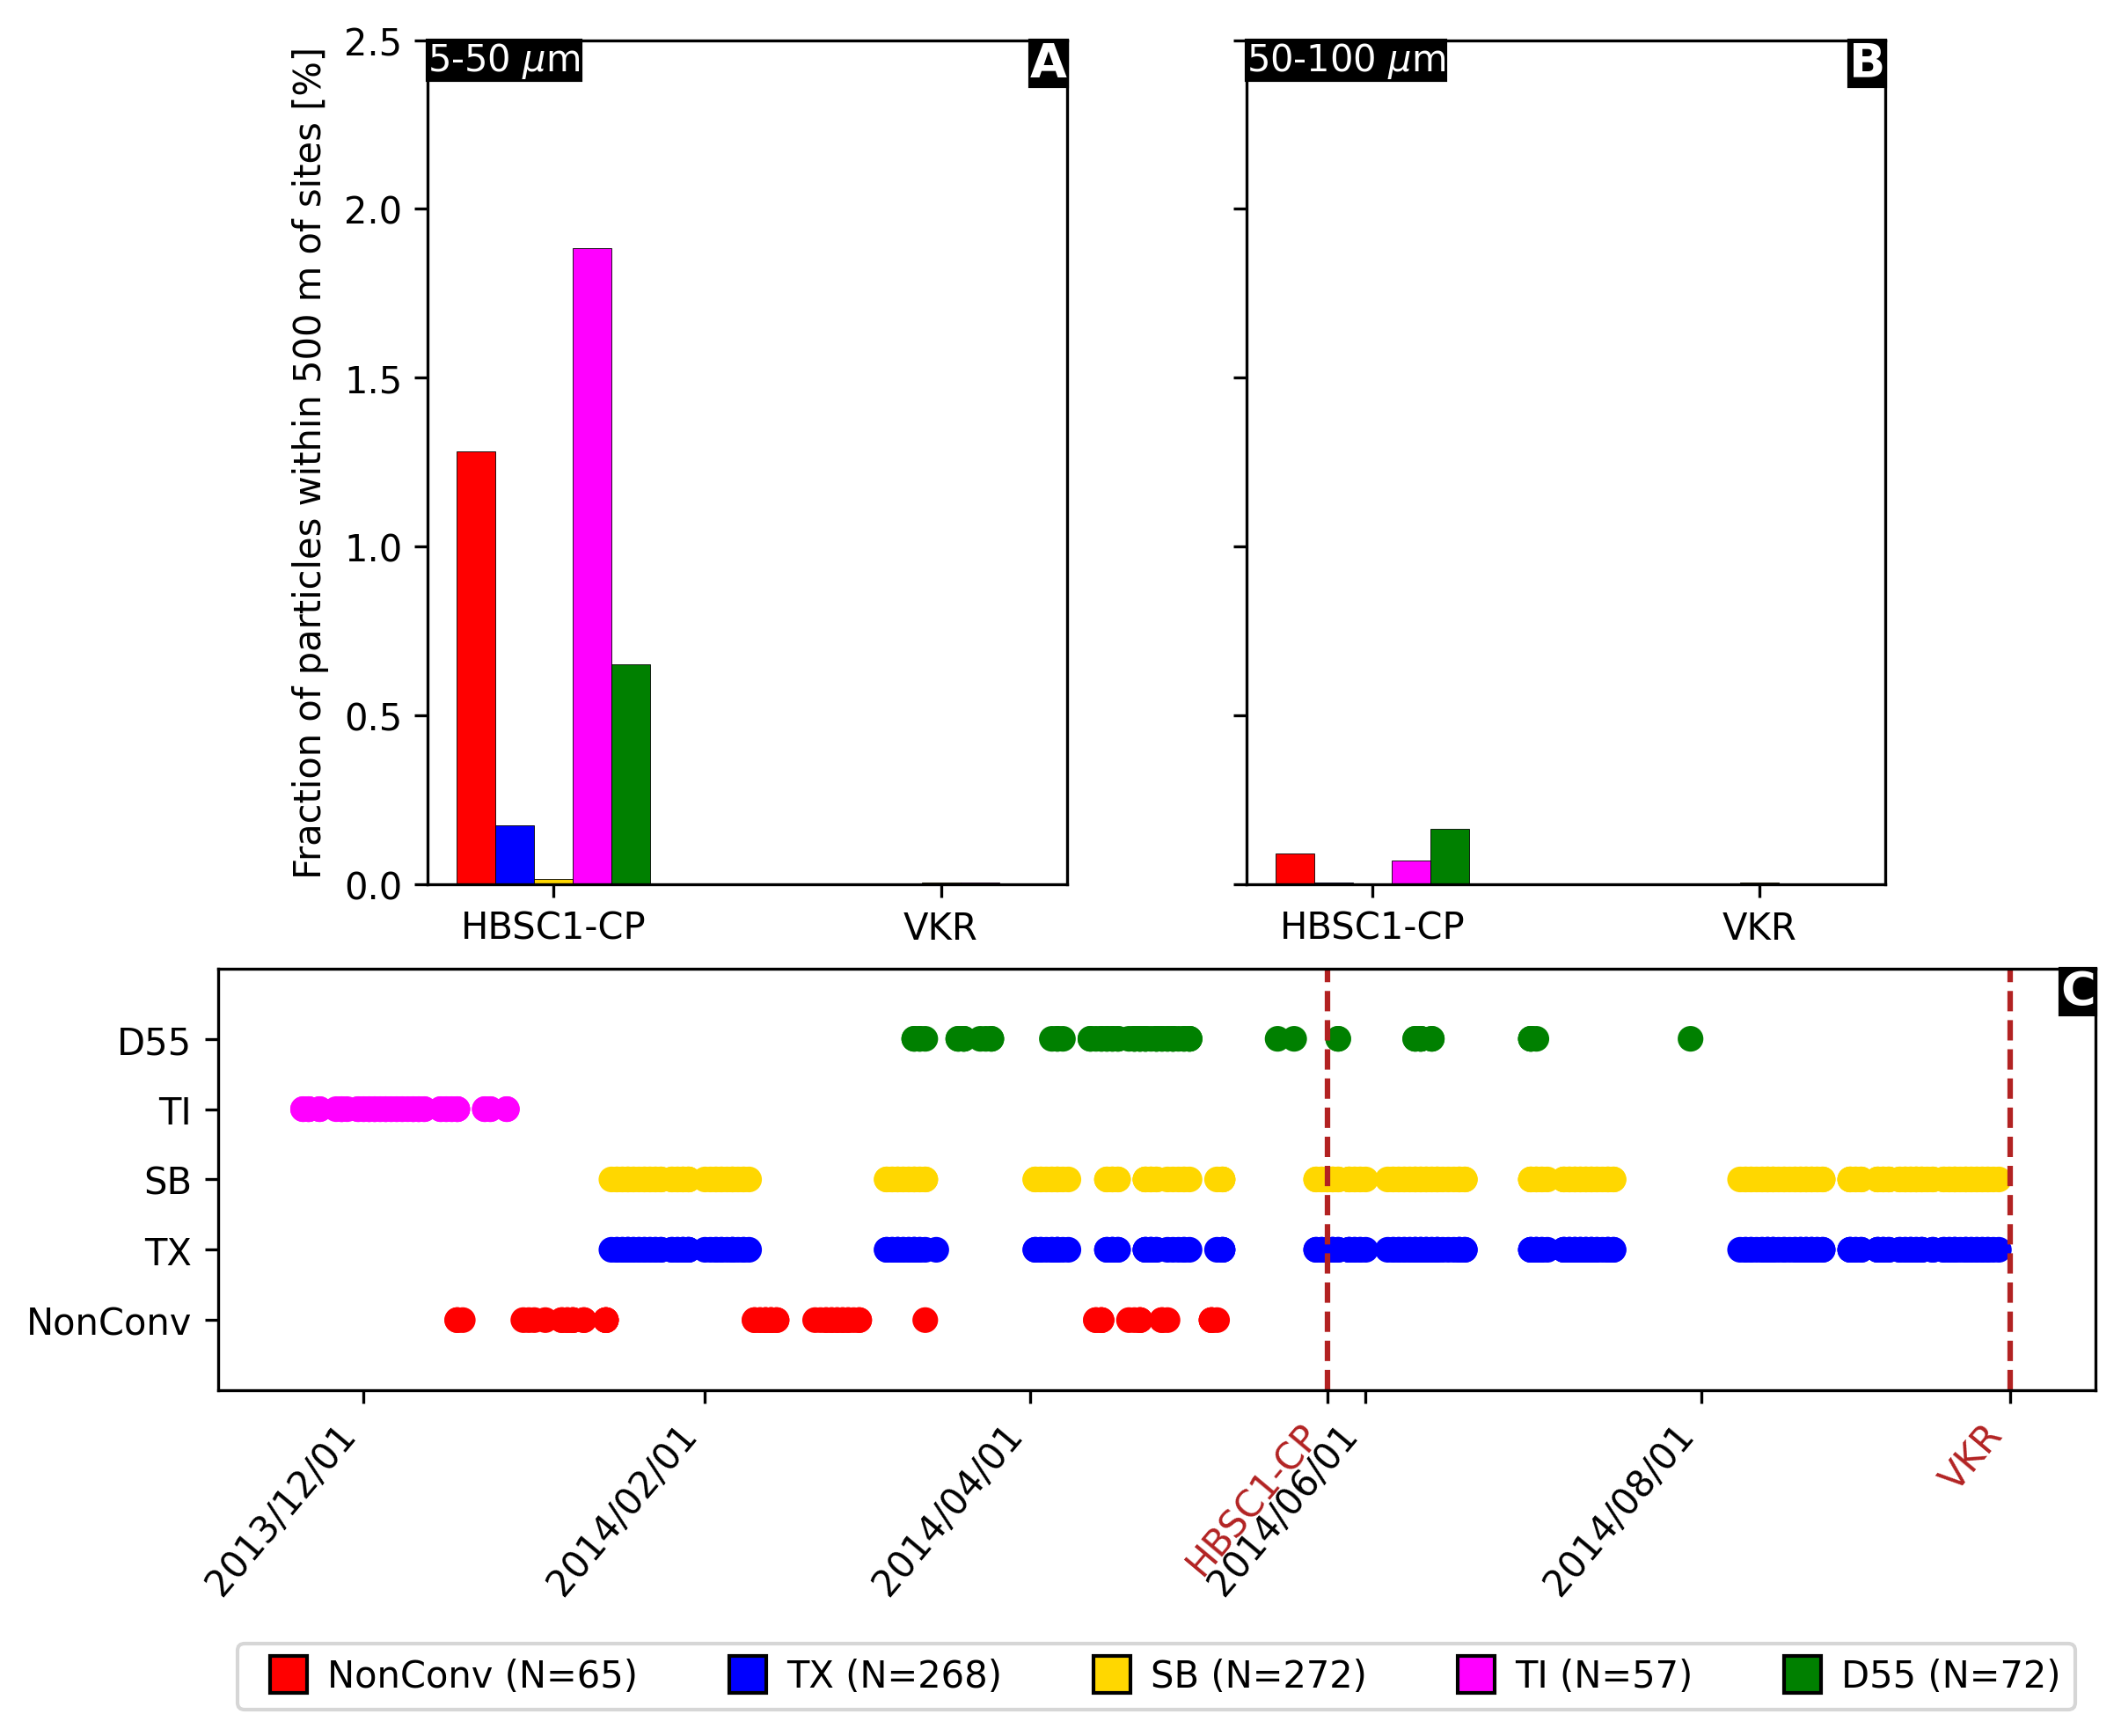 5-50 μm
A
50-100 μm
B
Fraction of particles within 500 m of sites [%]
2.5
2.0
1.5
1.0
0.5
0.0
HBSC1-CP
VKR
HBSC1-CP
VKR
C
D55
TI
SB
TX
NonConv
2013/12/01
2014/02/01
2014/04/01
HBSC1-CP
2014/06/01
2014/08/01
VKR
NonConv (N=65)
TX (N=268)
SB (N=272)
TI (N=57)
D55 (N=72)